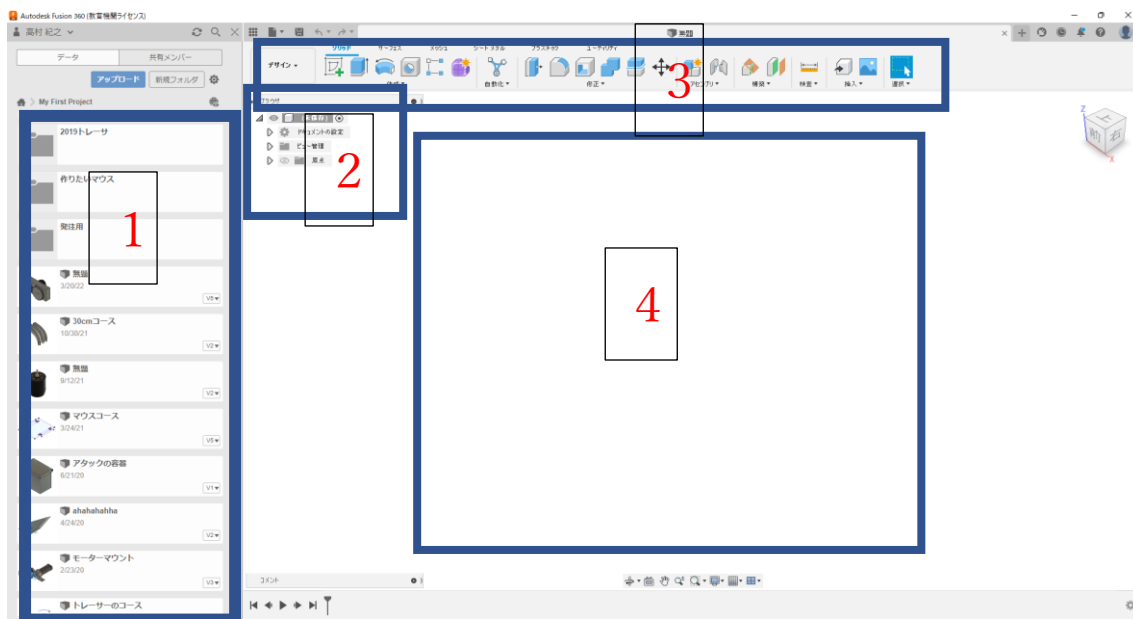 Autodesk Fusion 360 (教育機関ライセンス)
高村 紀之
無題
データ 共有メンバー
アップロード 新規フォルダ
My First Project
ソリッド サーフェス メッシュ シート メタル プラスチック ユーティリティ
デザイン
自動化 修正 構築 検査 挿入 選択
3
ブラウザ
(未保存)
ドキュメントの設定
ビュー管理
原点
2
Z
前 右
X
2019トレーサ
作りたいマウス
発注用
1
無題
3/20/22
V5
30cmコース
10/30/21
V2
無題
9/12/21
V2
マウスコース
3/24/21
V5
アタックの容器
6/21/20
V1
ahahahahha
4/24/20
V2
モーターマウント
2/23/20
V3
トレーサーのコース
4
コメント